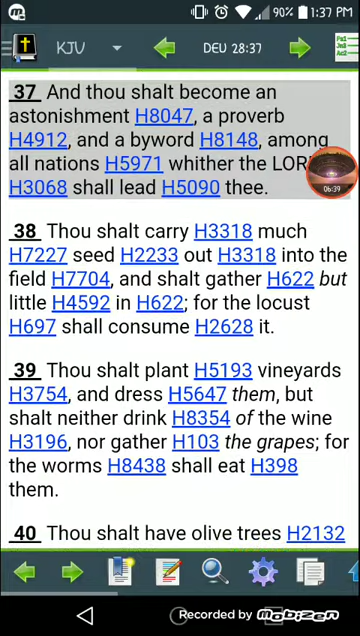 90% 1:37 PM
KJV DEU 28:37 Ps1
Jn3
Ac2
37 And thou shalt become an
astonishment H8047, a proverb
H4912, and a byword H8148, among
all nations H5971 whither the LOR
H3068 shall lead H5090 thee.
06:39
38 Thou shalt carry H3318 much
H7227 seed H2233 out H3318 into the
field H7704, and shalt gather H622 but
little H4592 in H622; for the locust
H697 shall consume H2628 it.
39 Thou shalt plant H5193 vineyards
H3754, and dress H5647 them, but
shalt neither drink H8354 of the wine
H3196, nor gather H103 the grapes; for
the worms H8438 shall eat H398
them.
40 Thou shalt have olive trees H2132
Recorded by mobizen